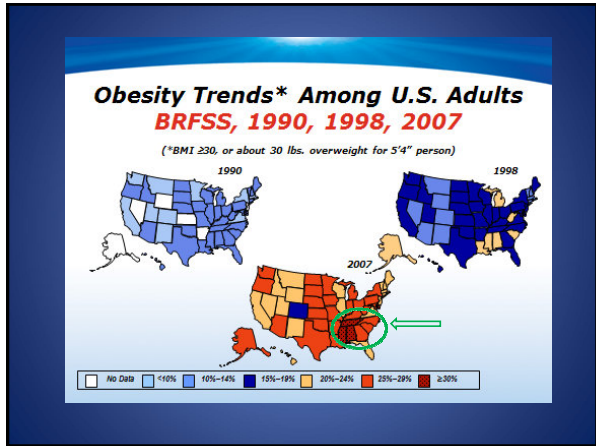 Obesity Trends* Among U.S. Adults
BRFSS, 1990, 1998, 2007
(*BMI ≥30, or about 30 lbs. overweight for 5'4" person)
1990
1998
2007
No Data <10% 10%–14% 15%–19% 20%–24% 25%–29% ≥30%